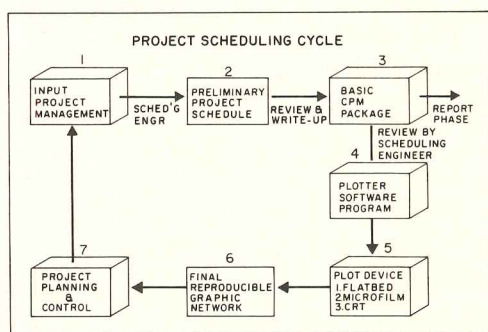 PROJECT SCHEDULING CYCLE
1
INPUT
PROJECT
MANAGEMENT
SCHED'G
ENGR
2
PRELIMINARY
PROJECT
SCHEDULE
REVIEW &
WRITE-UP
3
BASIC
CPM
PACKAGE
REPORT
PHASE
REVIEW BY
SCHEDULING
ENGINEER
4
PLOTTER
SOFTWARE
PROGRAM
5
PLOT DEVICE
1.FLATBED
2.MICROFILM
3.CRT
6
FINAL
REPRODUCIBLE
GRAPHIC
NETWORK
7
PROJECT
PLANNING
&
CONTROL